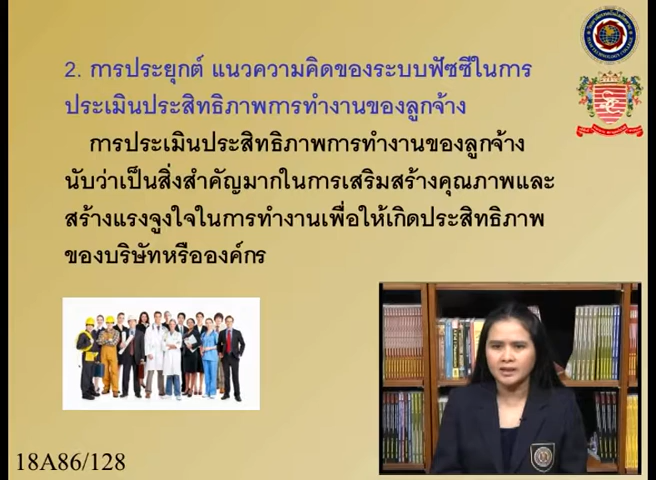 2. การประยุกต์ แนวความคิดของระบบฟัซซีในการ
ประเมินประสิทธิภาพการทำงานของลูกจ้าง
การประเมินประสิทธิภาพการทำงานของลูกจ้าง
นับว่าเป็นสิ่งสำคัญมากในการเสริมสร้างคุณภาพและ
สร้างแรงจูงใจในการทำงานเพื่อให้เกิดประสิทธิภาพ
ของบริษัทหรือองค์กร
18A86/128